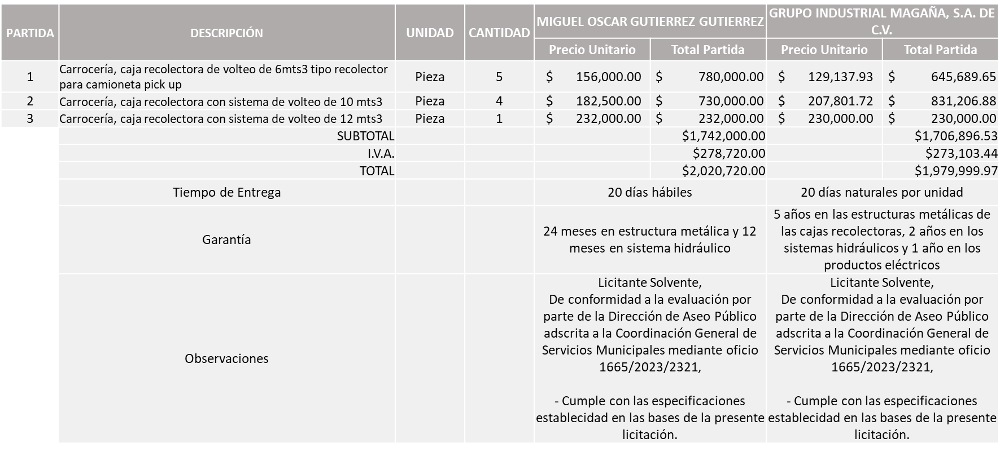 PARTIDA DESCRIPCIÓN UNIDAD CANTIDAD MIGUEL OSCAR GUTIERREZ GUTIERREZ GRUPO INDUSTRIAL MAGAÑA, S.A. DE
C.V.
Precio Unitario Total Partida Precio Unitario Total Partida
1 Carrocería, caja recolectora de volteo de 6mts3 tipo recolector
para camioneta pick up Pieza 5 $ 156,000.00 $ 780,000.00 $ 129,137.93 $ 645,689.65
2 Carrocería, caja recolectora con sistema de volteo de 10 mts3 Pieza 4 $ 182,500.00 $ 730,000.00 $ 207,801.72 $ 831,206.88
3 Carrocería, caja recolectora con sistema de volteo de 12 mts3 Pieza 1 $ 232,000.00 $ 232,000.00 $ 230,000.00 $ 230,000.00
SUBTOTAL $1,742,000.00 $1,706,896.53
I.V.A. $278,720.00 $273,103.44
TOTAL $2,020,720.00 $1,979,999.97
Tiempo de Entrega 20 días hábiles 20 días naturales por unidad
Garantía
24 meses en estructura metálica y 12
meses en sistema hidráulico
5 años en las estructuras metálicas de
las cajas recolectoras, 2 años en los
sistemas hidráulicos y 1 año en los
productos eléctricos
Observaciones
Licitante Solvente,
De conformidad a la evaluación por
parte de la Dirección de Aseo Público
adscrita a la Coordinación General de
Servicios Municipales mediante oficio
1665/2023/2321,
- Cumple con las especificaciones
establecidad en las bases de la presente
licitación.
Licitante Solvente,
De conformidad a la evaluación por
parte de la Dirección de Aseo Público
adscrita a la Coordinación General de
Servicios Municipales mediante oficio
1665/2023/2321,
- Cumple con las especificaciones
establecidad en las bases de la presente
licitación.